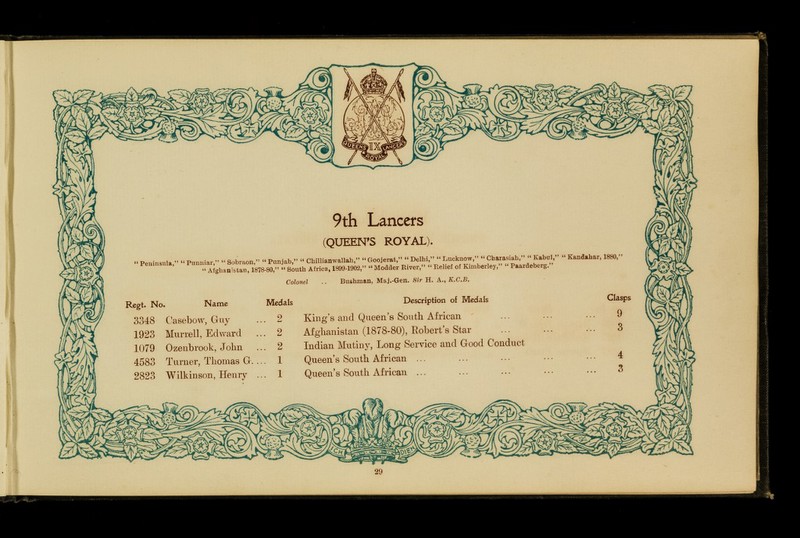 QUEENS ROYAL LANCERS
IX
9th Lancers
(QUEEN'S ROYAL).
"Peninsula," "Punniar," "Sobraon," "Punjab," "Chillianwallah," "Goojerat," "Delhi," "Lucknow," "Charasiah," "Kabul," "Kandahar, 1880,"
"Afghanistan, 1878-80," "South Africa, 1899-1902," "Modder River," "Relief of Kimberley," "Paardeberg."
Colonel .. Bushman, Maj.-Gen. Sir H. A., K.C.B.
Regt. No. Name Medals Description of Medals Clasps
3348 Casebow, Guy ... 2 King's and Queen's South African ... ... ... 9
1923 Murrell, Edward ... 2 Afghanistan (1878-80), Robert's Star ... ... ... 3
1079 Ozenbrook, John ... 2 Indian Mutiny, Long Service and Good Conduct
4583 Turner, Thomas G.... 1 Queen's South African ... ... ... ... ... 4
2823 Wilkinson, Henry ... 1 Queen's South African ... ... ... ... ... 3
29